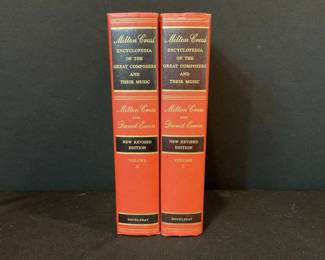 Milton Cross'
ENCYCLOPEDIA
OF THE
GREAT COMPOSERS
AND
THEIR MUSIC
Milton Cross
AND
David Ewen
NEW REVISED
EDITION
VOLUME
II
DOUBLEDAY
Milton Cross'
ENCYCLOPEDIA
OF THE
GREAT COMPOSERS
AND
THEIR MUSIC
Milton Cross
AND
David Ewen
NEW REVISED
EDITION
VOLUME
I
DOUBLEDAY